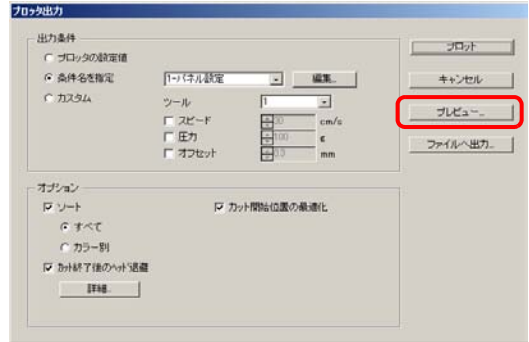 プロッタ出力
出力条件
プロッタの設定値
条件名を指定
1-パネル設定
編集...
カスタム
ツール
1
スピード
30
cm/s
圧力
100
g
オフセット
0.3
mm
プロット
キャンセル
プレビュー...
ファイルへ出力...
オプション
ソート
カット開始位置の最適化
すべて
カラー別
カット終了後のヘッド退避
詳細...